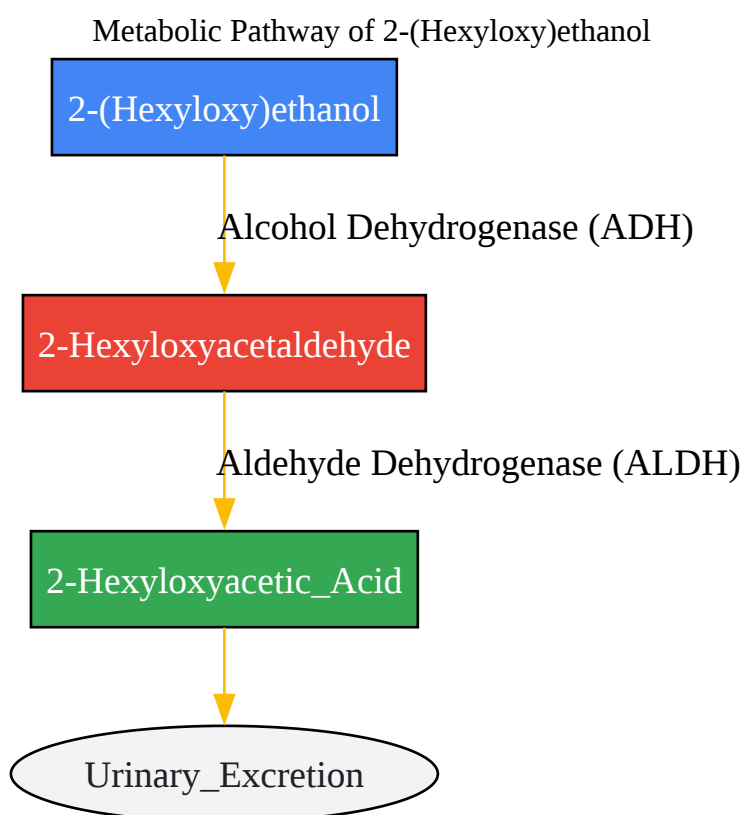 Metabolic Pathway of 2-(Hexyloxy)ethanol
2-(Hexyloxy)ethanol
Alcohol Dehydrogenase (ADH)
2-Hexyloxyacetaldehyde
Aldehyde Dehydrogenase (ALDH)
2-Hexyloxyacetic_Acid
Urinary_Excretion